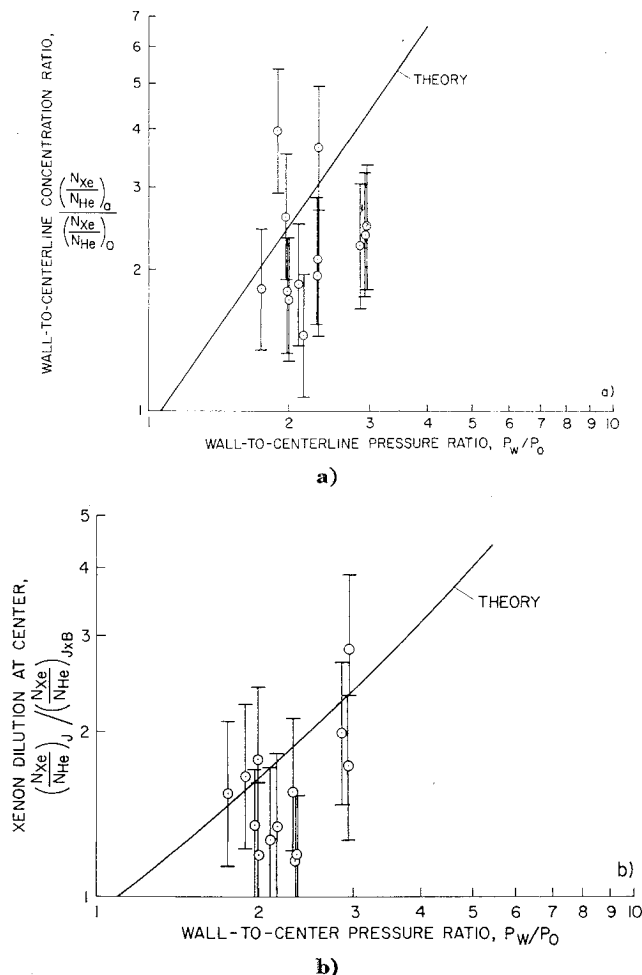 7
6
5
4
3
2
1
THEORY
WALL-TO-CENTERLINE CONCENTRATION RATIO,
(N_Xe/N_He)_a
(N_Xe/N_He)_0
a)
1 2 3 4 5 6 7 8 9 10
WALL-TO-CENTERLINE PRESSURE RATIO, P_W/P_0
a)
5
4
3
2
1
THEORY
XENON DILUTION AT CENTER,
(N_Xe/N_He)_J / (N_Xe/N_He)_JxB
b)
1 2 3 4 5 6 7 8 9 10
WALL-TO-CENTER PRESSURE RATIO, P_W/P_0
b)